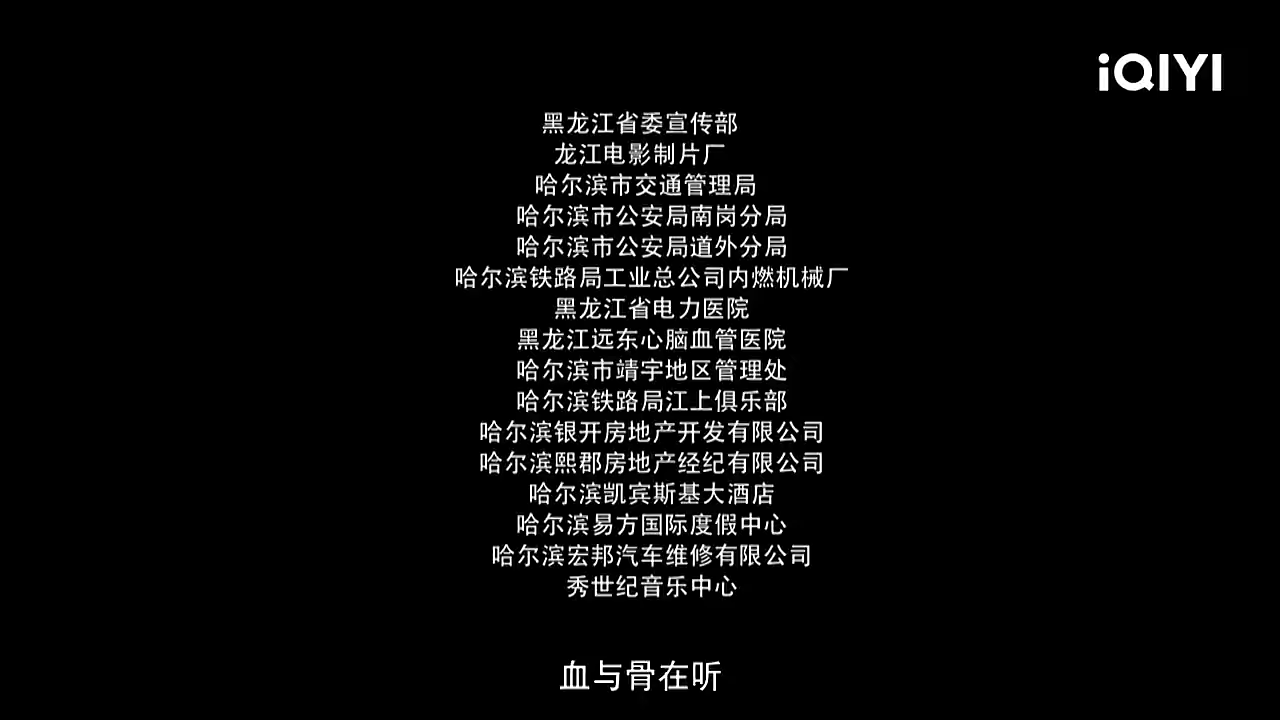 iQIYI
黑龙江省委宣传部
龙江电影制片厂
哈尔滨市交通管理局
哈尔滨市公安局南岗分局
哈尔滨市公安局道外分局
哈尔滨铁路局工业总公司内燃机械厂
黑龙江省电力医院
黑龙江远东心脑血管医院
哈尔滨市靖宇地区管理处
哈尔滨铁路局江上俱乐部
哈尔滨银开房地产开发有限公司
哈尔滨熙郡房地产经纪有限公司
哈尔滨凯宾斯基大酒店
哈尔滨易方国际度假中心
哈尔滨宏邦汽车维修有限公司
秀世纪音乐中心
血与骨在听